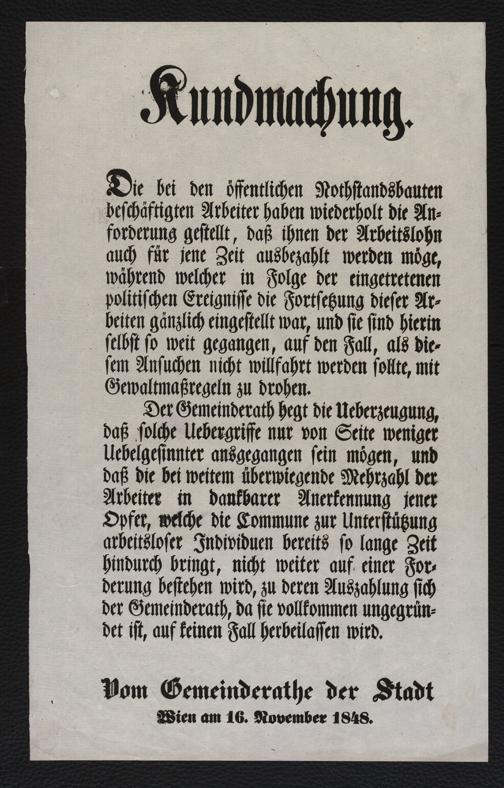 Kundmachung.
Die bei den öffentlichen Nothstandsbauten
beschäftigten Arbeiter haben wiederholt die An-
forderung gestellt, daß ihnen der Arbeitslohn
auch für jene Zeit ausbezahlt werden möge,
während welcher in Folge der eingetretenen
politischen Ereignisse die Fortsetzung dieser Ar-
beiten gänzlich eingestellt war, und sie sind hierin
selbst so weit gegangen, auf den Fall, als die-
sem Ansuchen nicht willfahrt werden sollte, mit
Gewaltmaßregeln zu drohen.
Der Gemeinderath hegt die Ueberzeugung,
daß solche Uebergriffe nur von Seite weniger
Uebelgesinnter ausgegangen sein mögen, und
daß die bei weitem überwiegende Mehrzahl der
Arbeiter in dankbarer Anerkennung jener
Opfer, welche die Commune zur Unterstützung
arbeitsloser Individuen bereits so lange Zeit
hindurch bringt, nicht weiter auf einer For-
derung bestehen wird, zu deren Auszahlung sich
der Gemeinderath, da sie vollkommen ungegrün-
det ist, auf keinen Fall herbeilassen wird.
Vom Gemeinderathe der Stadt
Wien am 16. November 1848.